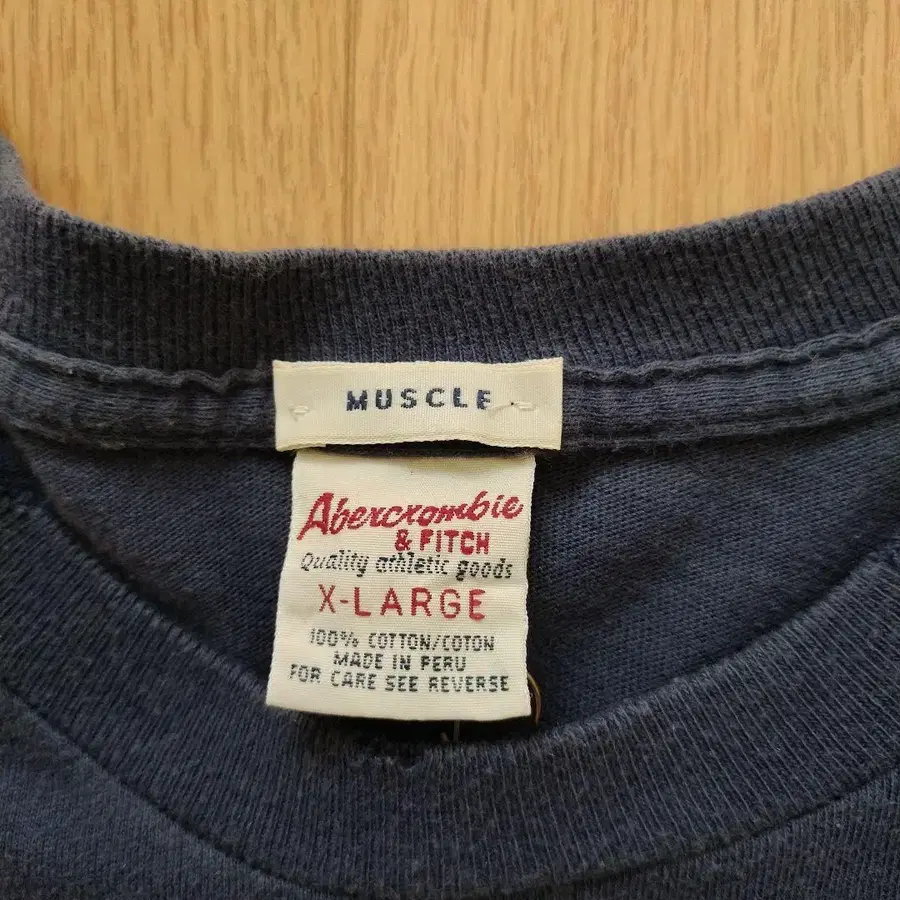 MUSCLE
Abercrombie
& FITCH
Quality athletic goods
X-LARGE
100% COTTON/COTON
MADE IN PERU
FOR CARE SEE REVERSE